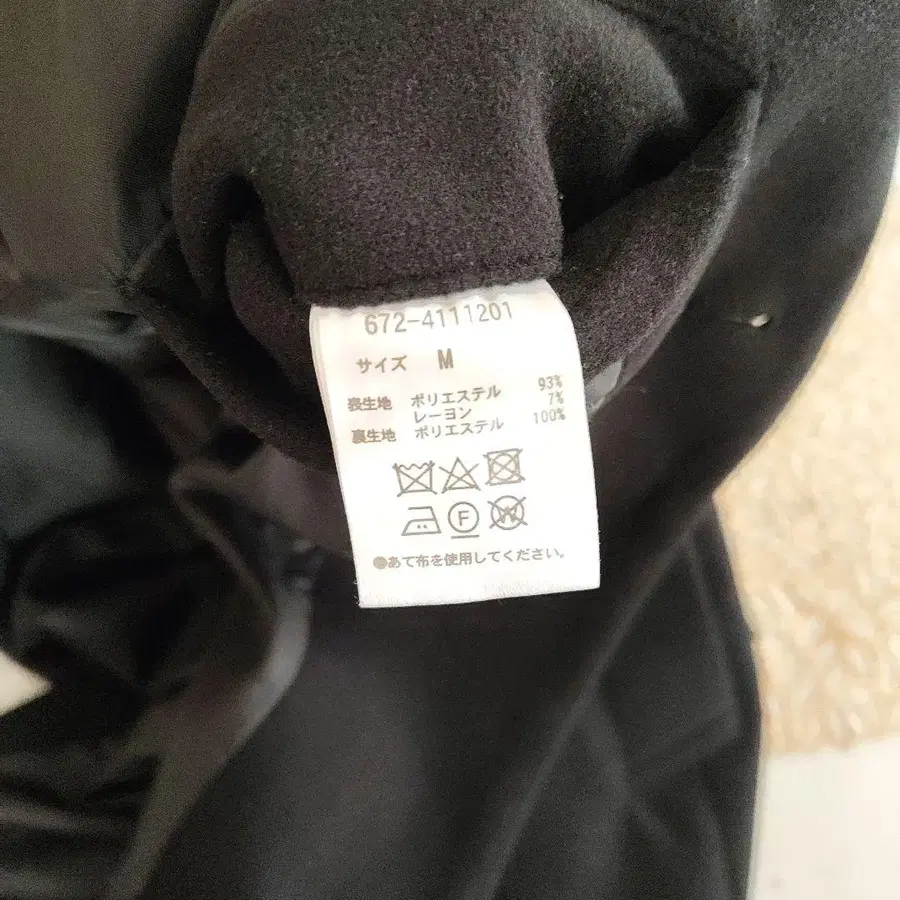 672-4111201
サイズ M
表生地 ポリエステル 93%
レーヨン 7%
裏生地 ポリエステル 100%
F W
●あて布を使用してください。